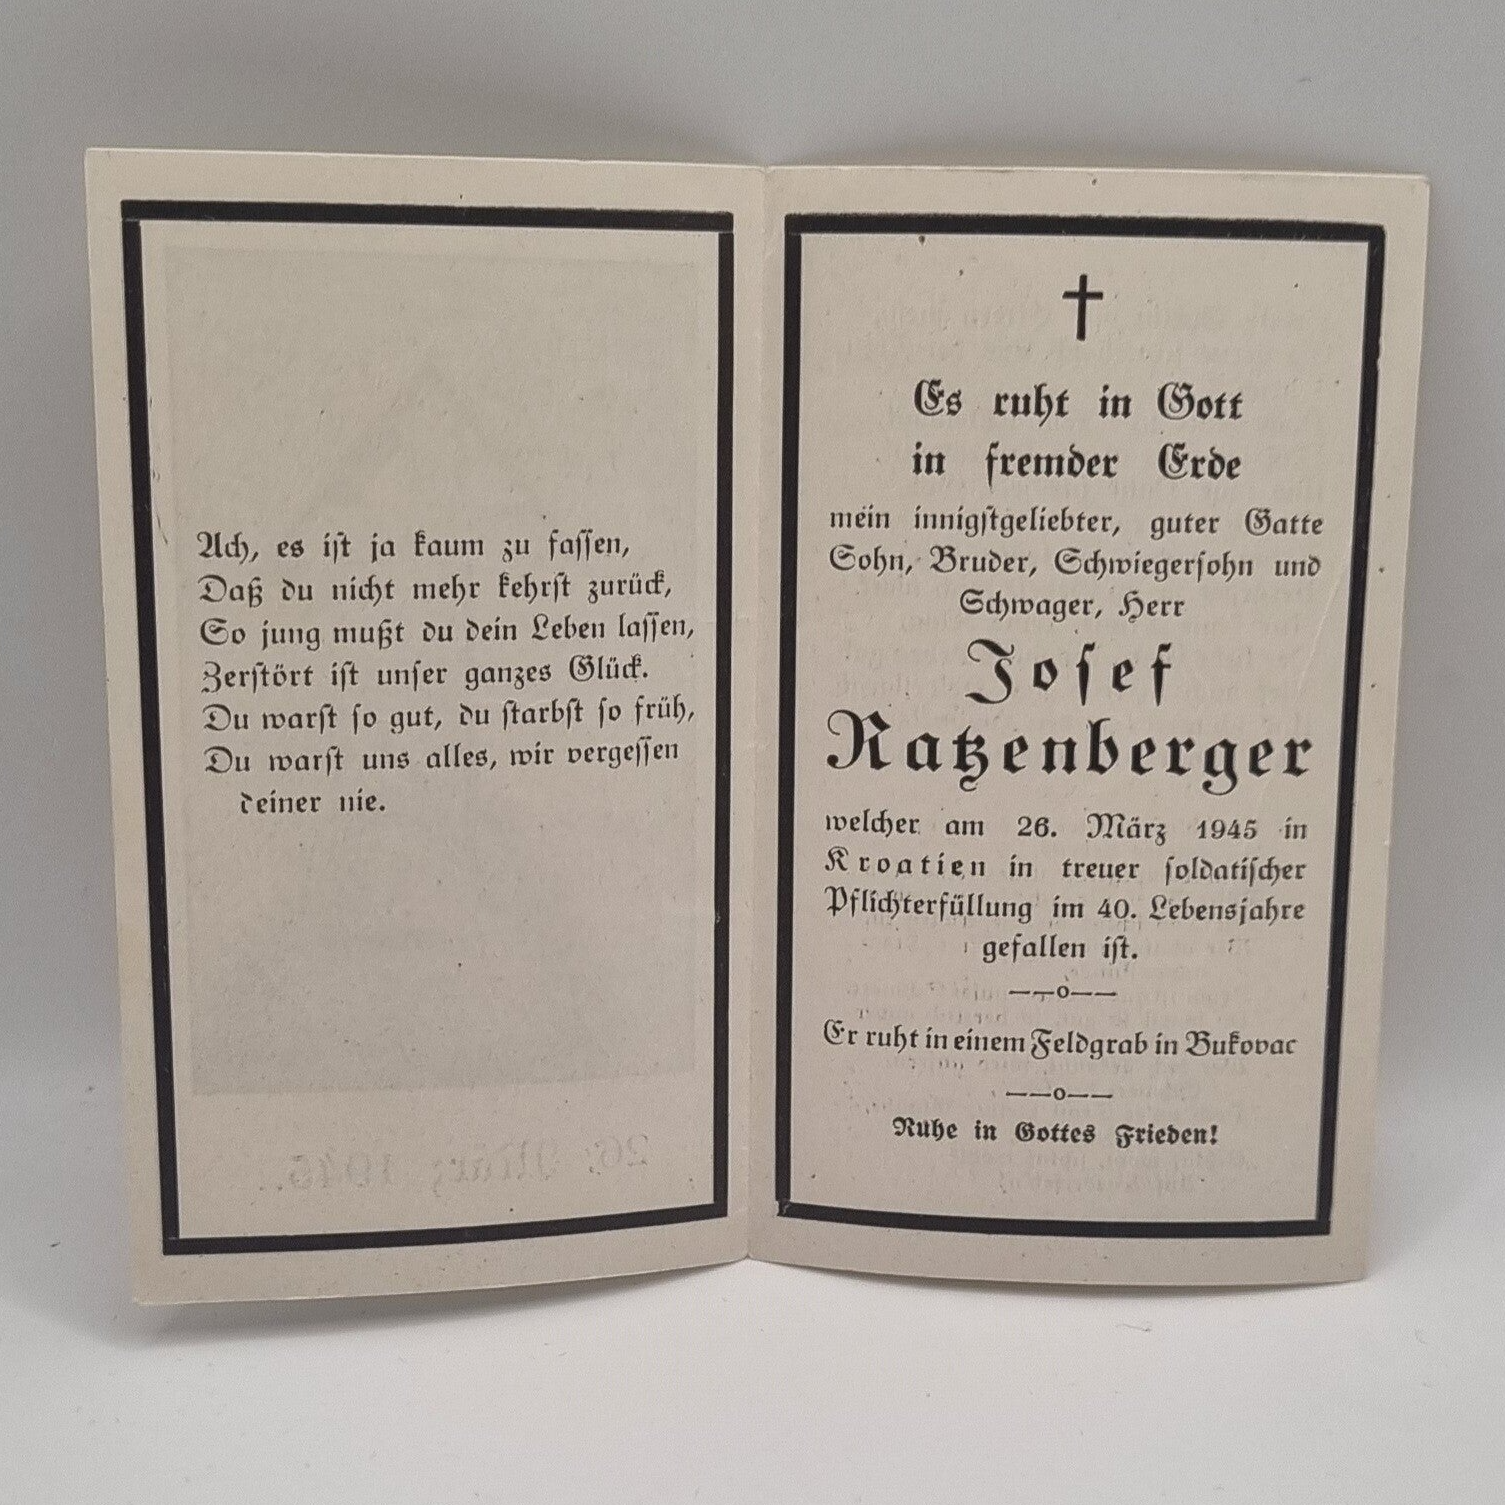 Ach, es ist ja kaum zu fassen,
Daß du nicht mehr kehrst zurück,
So jung mußt du dein Leben lassen,
Zerstört ist unser ganzes Glück.
Du warst so gut, du starbst so früh,
Du warst uns alles, wir vergessen
deiner nie.
26. März 1945.
Es ruht in Gott
in fremder Erde
mein innigstgeliebter, guter Gatte
Sohn, Bruder, Schwiegersohn und
Schwager, Herr
Josef
Ratzenberger
welcher am 26. März 1945 in
Kroatien in treuer soldatischer
Pflichterfüllung im 40. Lebensjahre
gefallen ist.
——o——
Er ruht in einem Feldgrab in Bukovac
——o——
Ruhe in Gottes Frieden!